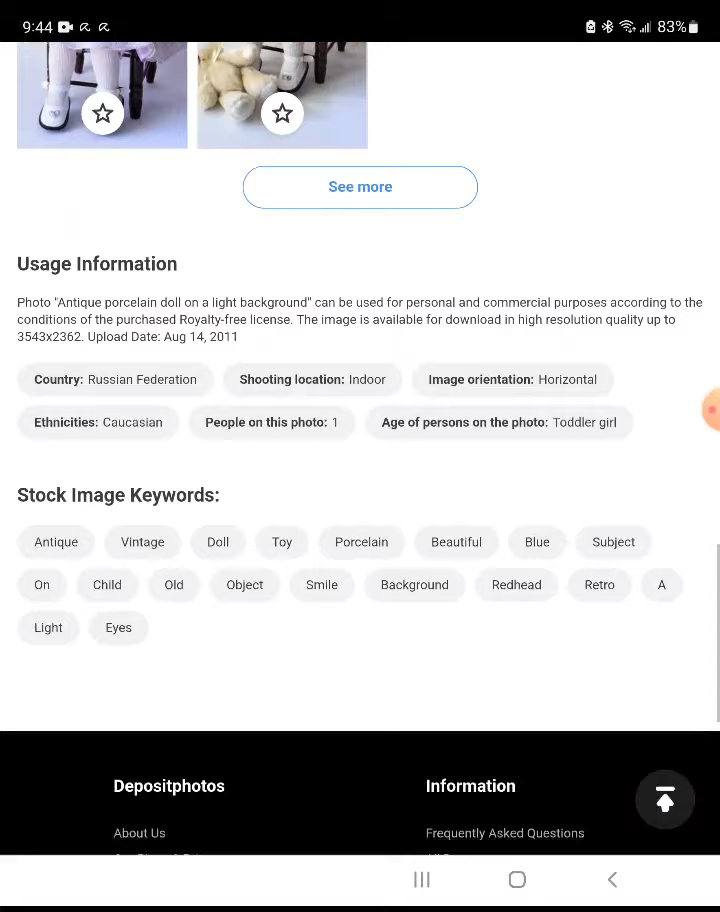 9:44 83%
See more
Usage Information
Photo "Antique porcelain doll on a light background" can be used for personal and commercial purposes according to the
conditions of the purchased Royalty-free license. The image is available for download in high resolution quality up to
3543x2362. Upload Date: Aug 14, 2011
Country: Russian Federation Shooting location: Indoor Image orientation: Horizontal
Ethnicities: Caucasian People on this photo: 1 Age of persons on the photo: Toddler girl
Stock Image Keywords:
Antique Vintage Doll Toy Porcelain Beautiful Blue Subject
On Child Old Object Smile Background Redhead Retro A
Light Eyes
Depositphotos Information
About Us Frequently Asked Questions